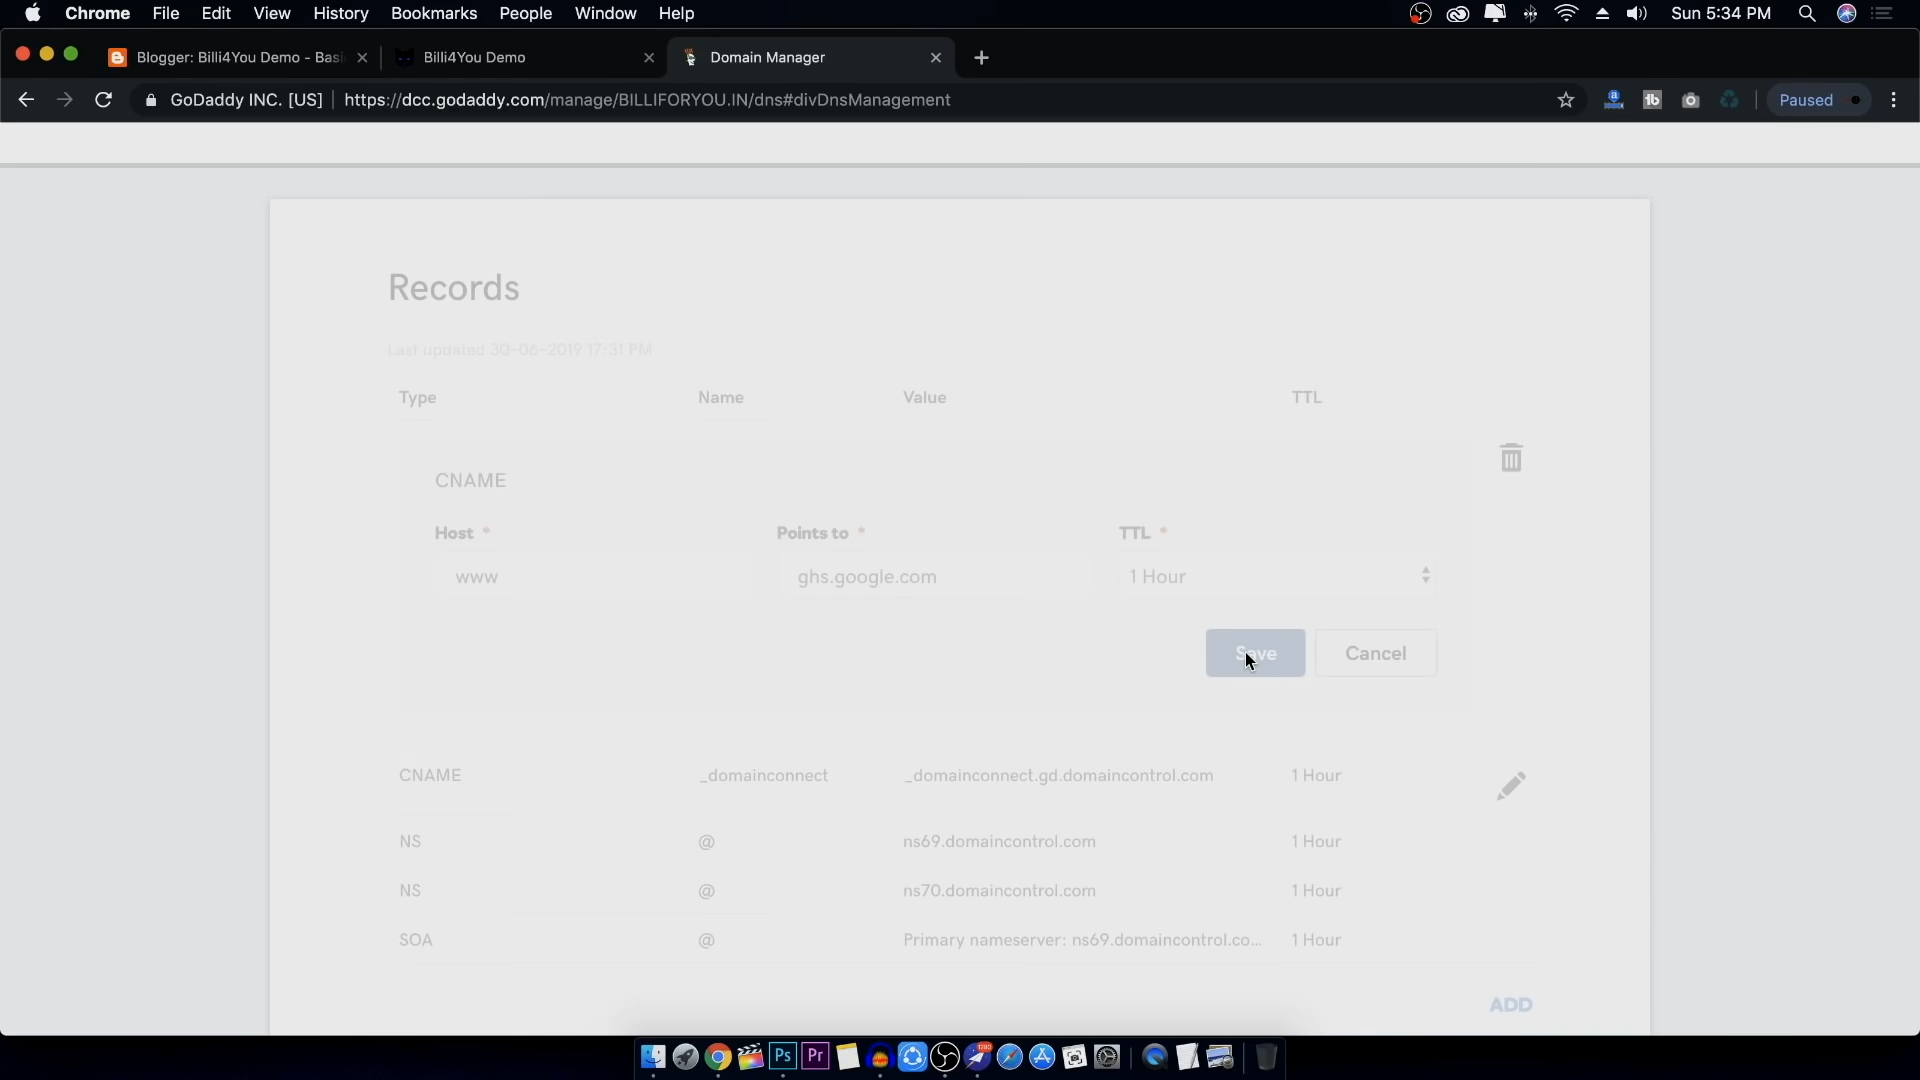 Chrome File Edit View History Bookmarks People Window Help Sun 5:34 PM
Blogger: Billi4You Demo - Basi Billi4You Demo Domain Manager
GoDaddy INC. [US] https://dcc.godaddy.com/manage/BILLIFORYOU.IN/dns#divDnsManagement Paused
Records
Last updated 30-06-2019 17:31 PM
Type Name Value TTL
CNAME
Host * Points to * TTL *
www ghs.google.com 1 Hour
Save Cancel
CNAME _domainconnect _domainconnect.gd.domaincontrol.com 1 Hour
NS @ ns69.domaincontrol.com 1 Hour
NS @ ns70.domaincontrol.com 1 Hour
SOA @ Primary nameserver: ns69.domaincontrol.co... 1 Hour
ADD
Ps Pr